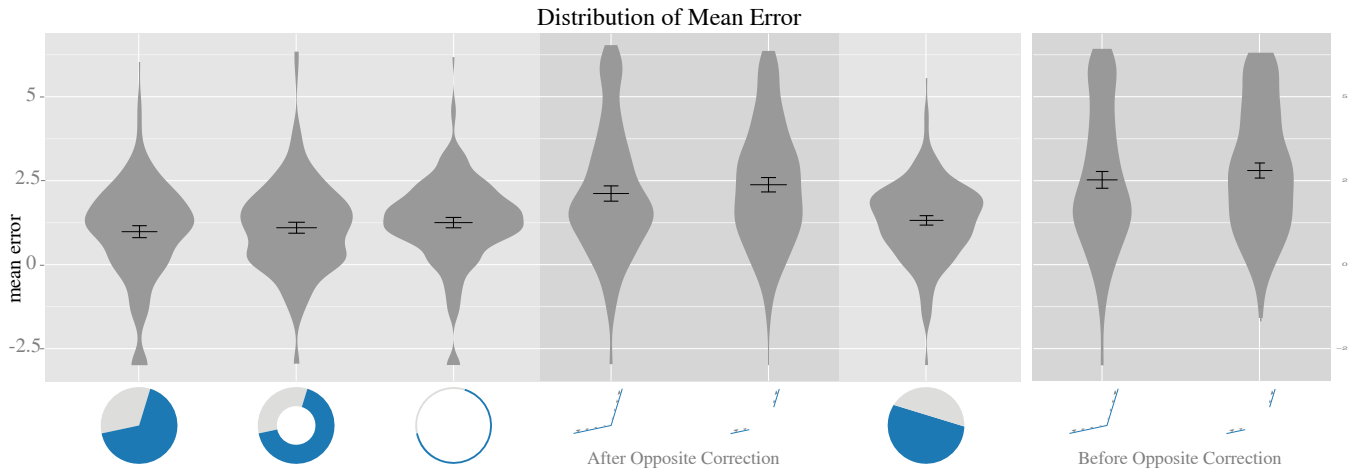 Distribution of Mean Error
mean error
5
2.5
0
-2.5
After Opposite Correction
Before Opposite Correction